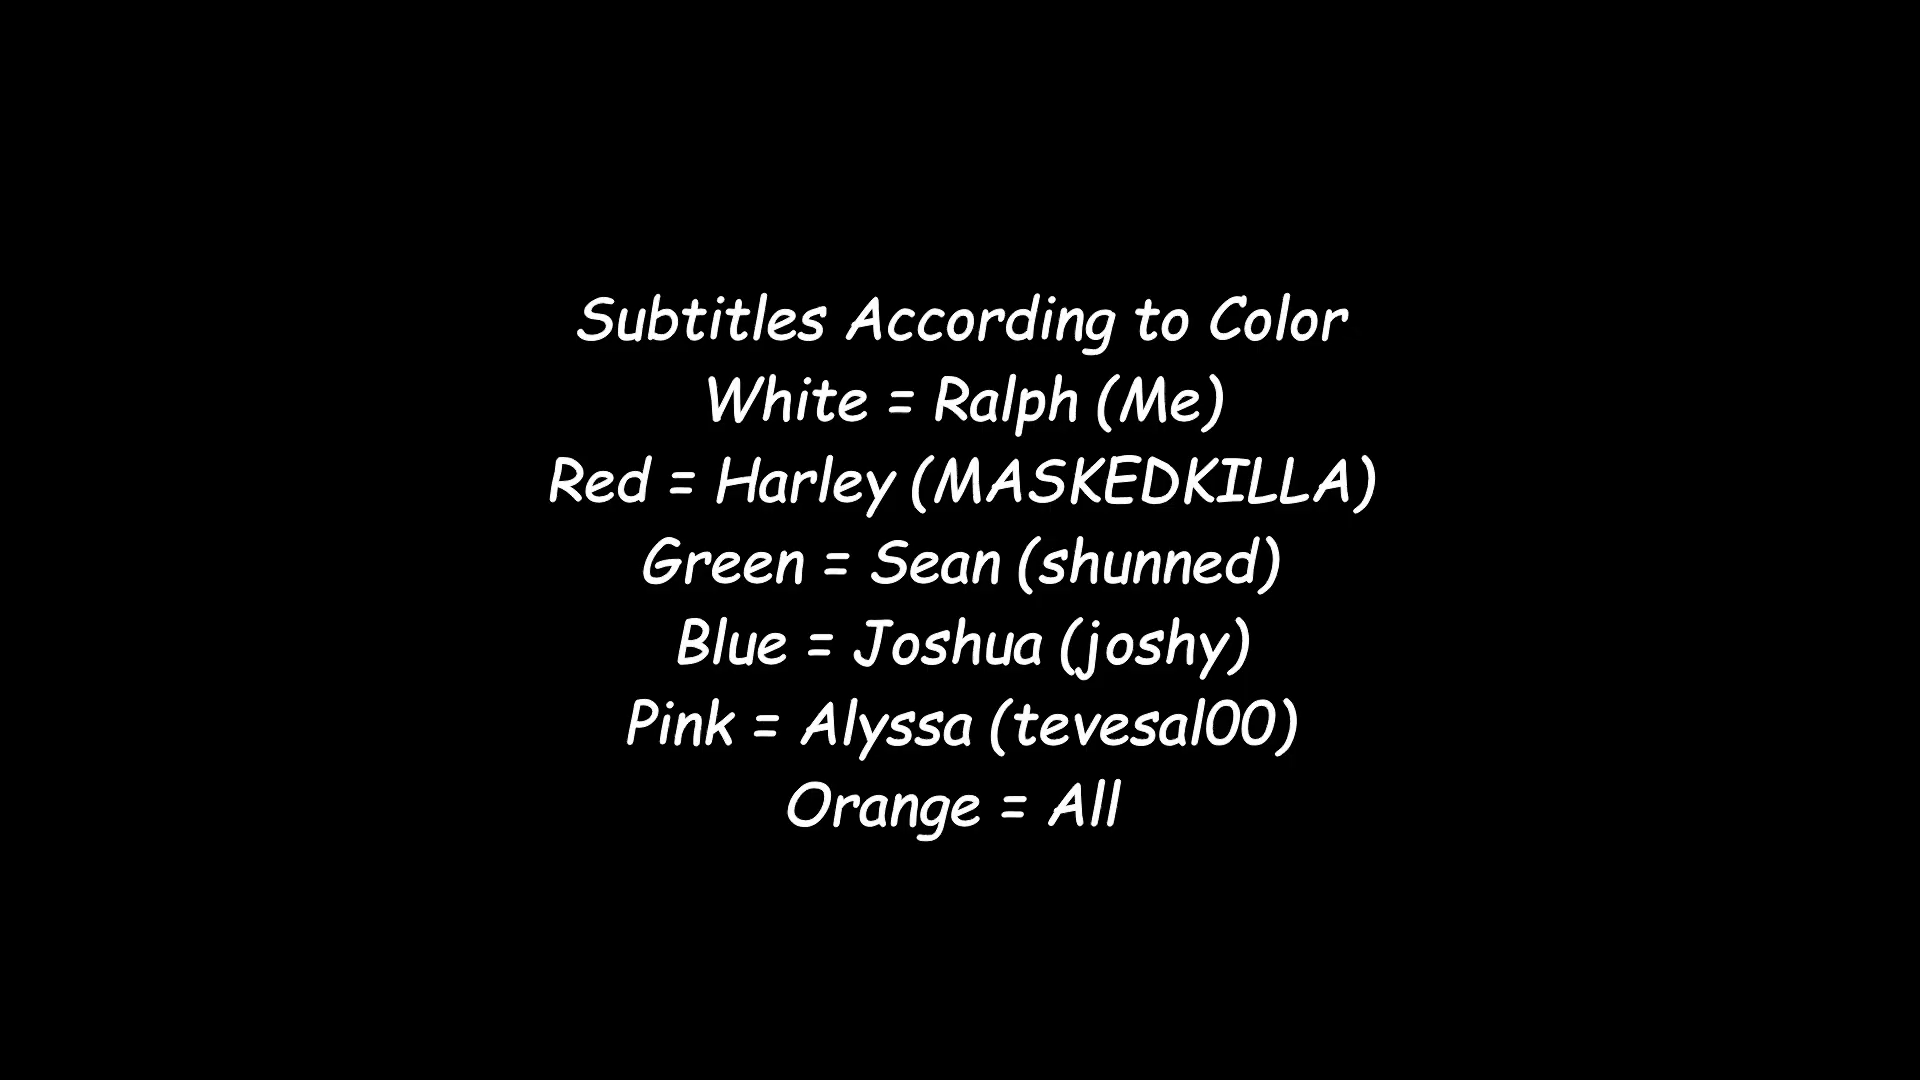 Subtitles According to Color
White = Ralph (Me)
Red = Harley (MASKEDKILLA)
Green = Sean (shunned)
Blue = Joshua (joshy)
Pink = Alyssa (tevesal00)
Orange = All